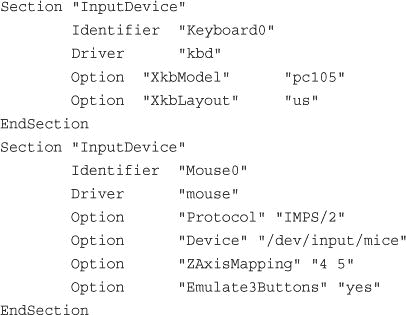 Section "InputDevice"
Identifier "Keyboard0"
Driver "kbd"
Option "XkbModel" "pc105"
Option "XkbLayout" "us"
EndSection
Section "InputDevice"
Identifier "Mouse0"
Driver "mouse"
Option "Protocol" "IMPS/2"
Option "Device" "/dev/input/mice"
Option "ZAxisMapping" "4 5"
Option "Emulate3Buttons" "yes"
EndSection